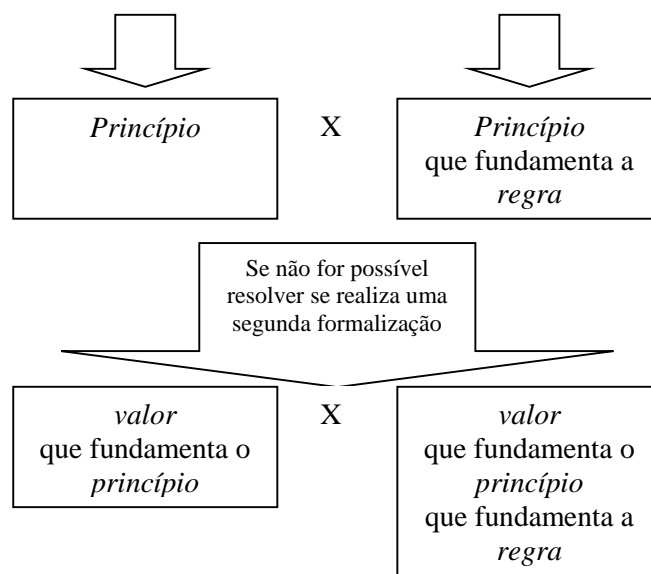 Princípio
X
Princípio
que fundamenta a
regra
Se não for possível
resolver se realiza uma
segunda formalização
valor
que fundamenta o
princípio
X
valor
que fundamenta o
princípio
que fundamenta a
regra